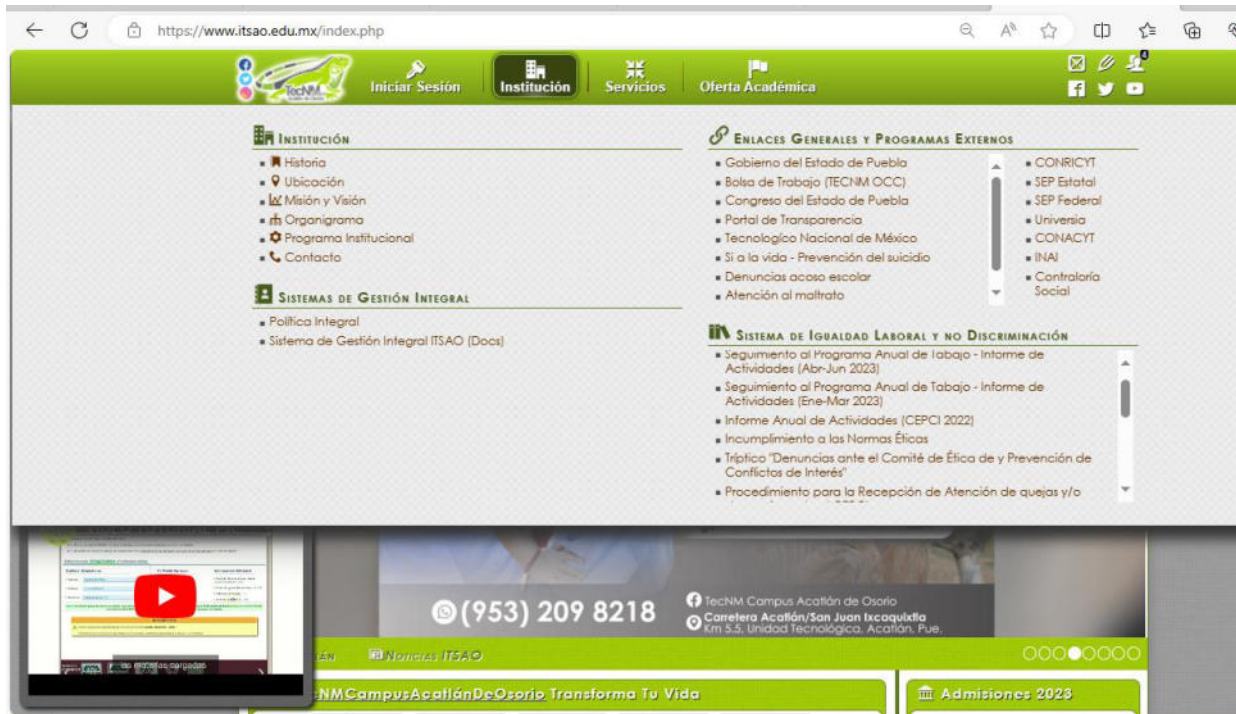 https://www.itsao.edu.mx/index.php
TecNM
Iniciar Sesión
Institución
Servicios
Oferta Académica
4
Institución
Historia
Ubicación
Misión y Visión
Organigrama
Programa Institucional
Contacto
Sistemas de Gestión Integral
Política Integral
Sistema de Gestión Integral ITSAO (Docs)
Enlaces Generales y Programas Externos
Gobierno del Estado de Puebla
Bolsa de Trabajo (TECNM OCC)
Congreso del Estado de Puebla
Portal de Transparencia
Tecnologíco Nacional de México
Si a la vida - Prevención del suicidio
Denuncias acoso escolar
Atención al maltrato
CONRICYT
SEP Estatal
SEP Federal
Universia
CONACYT
INAI
Contraloría
Social
Sistema de Igualdad Laboral y no Discriminación
Seguimiento al Programa Anual de Tabajo - Informe de
Actividades (Abr-Jun 2023)
Seguimiento al Programa Anual de Tabajo - Informe de
Actividades (Ene-Mar 2023)
Informe Anual de Actividades (CEPCI 2022)
Incumplimiento a las Normas Éticas
Tríptico "Denuncias ante el Comité de Ética de y Prevención de
Conflictos de Interés"
Procedimiento para la Recepción de Atención de quejas y/o
las materias cargadas
(953) 209 8218
TecNM Campus Acatlán de Osorio
Carretera Acatlán/San Juan Ixcaquixtla
Km 5.5, Unidad Tecnológica, Acatlán, Pue.
Noticias ITSAO
NMCampusAcatlánDeOsorio Transforma Tu Vida
Admisiones 2023